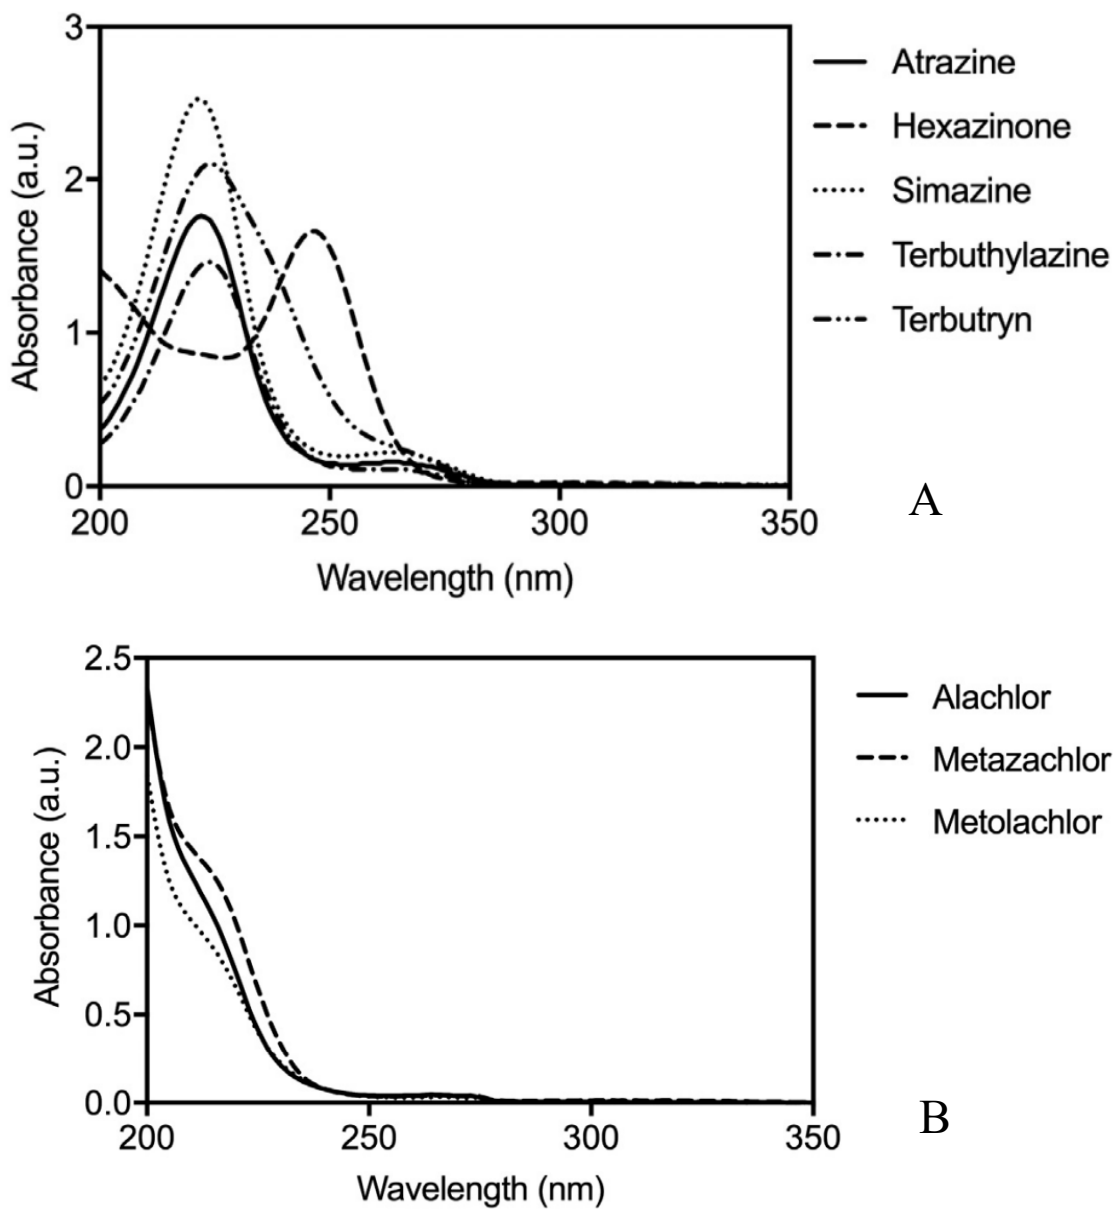 3
2
1
0
Absorbance (a.u.)
200 250 300 350
Wavelength (nm)
Atrazine
Hexazinone
Simazine
Terbuthylazine
Terbutryn
A
2.5
2.0
1.5
1.0
0.5
0.0
Absorbance (a.u.)
200 250 300 350
Wavelength (nm)
Alachlor
Metazachlor
Metolachlor
B